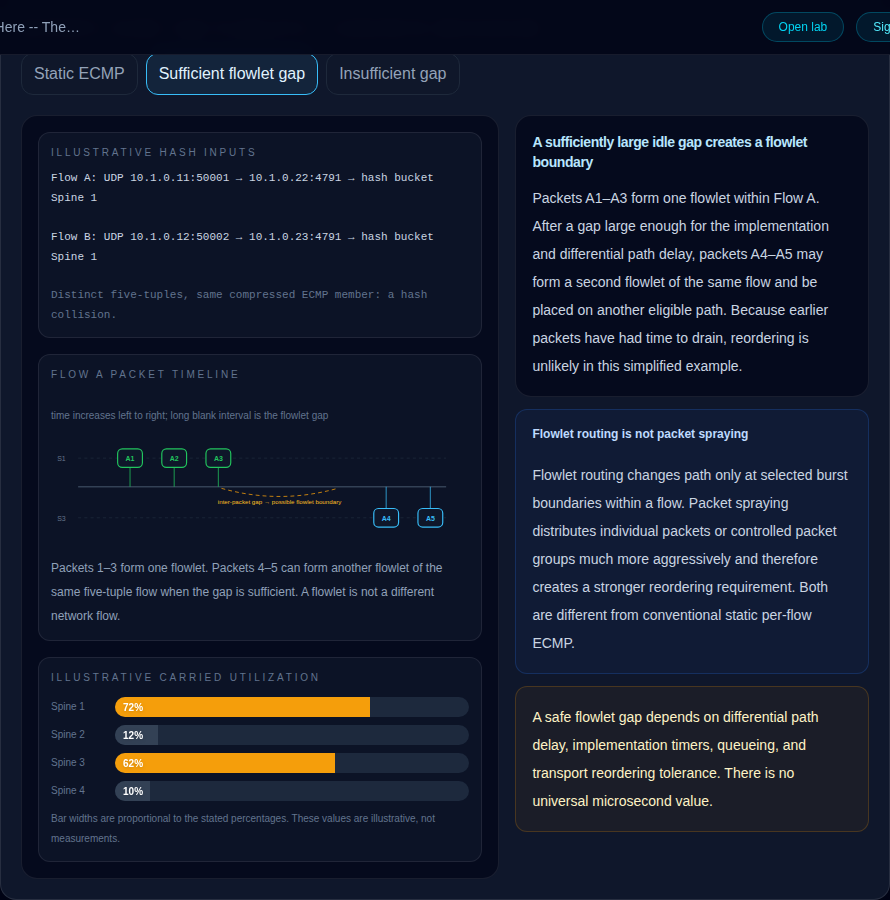 Here -- The…
Open lab
Static ECMP
Sufficient flowlet gap
Insufficient gap
ILLUSTRATIVE HASH INPUTS
Flow A: UDP 10.1.0.11:50001 → 10.1.0.22:4791 → hash bucket
Spine 1
Flow B: UDP 10.1.0.12:50002 → 10.1.0.23:4791 → hash bucket
Spine 1
Distinct five-tuples, same compressed ECMP member: a hash
collision.
FLOW A PACKET TIMELINE
time increases left to right; long blank interval is the flowlet gap
S1
A1
A2
A3
inter-packet gap → possible flowlet boundary
S3
A4
A5
Packets 1–3 form one flowlet. Packets 4–5 can form another flowlet of the
same five-tuple flow when the gap is sufficient. A flowlet is not a different
network flow.
ILLUSTRATIVE CARRIED UTILIZATION
Spine 1
72%
Spine 2
12%
Spine 3
62%
Spine 4
10%
Bar widths are proportional to the stated percentages. These values are illustrative, not
measurements.
A sufficiently large idle gap creates a flowlet
boundary
Packets A1–A3 form one flowlet within Flow A.
After a gap large enough for the implementation
and differential path delay, packets A4–A5 may
form a second flowlet of the same flow and be
placed on another eligible path. Because earlier
packets have had time to drain, reordering is
unlikely in this simplified example.
Flowlet routing is not packet spraying
Flowlet routing changes path only at selected burst
boundaries within a flow. Packet spraying
distributes individual packets or controlled packet
groups much more aggressively and therefore
creates a stronger reordering requirement. Both
are different from conventional static per-flow
ECMP.
A safe flowlet gap depends on differential path
delay, implementation timers, queueing, and
transport reordering tolerance. There is no
universal microsecond value.